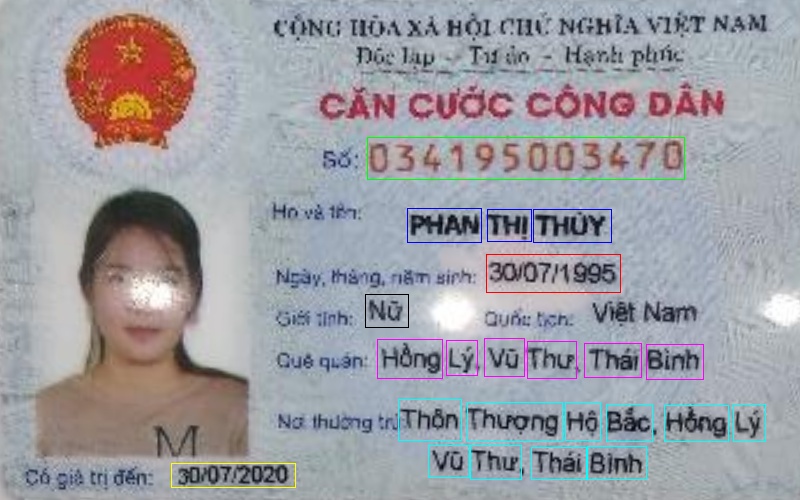 CỘNG HÒA XÃ HỘI CHỦ NGHĨA VIỆT NAM
Độc lập - Tự do - Hạnh phúc
CĂN CƯỚC CÔNG DÂN
Số: 034195003470
Họ và tên: PHAN THỊ THỦY
Ngày, tháng, năm sinh: 30/07/1995
Giới tính: Nữ Quốc tịch: Việt Nam
Quê quán: Hồng Lý, Vũ Thư, Thái Bình
Nơi thường trú: Thôn Thượng Hộ Bắc, Hồng Lý
Vũ Thư, Thái Bình
M
Có giá trị đến: 30/07/2020